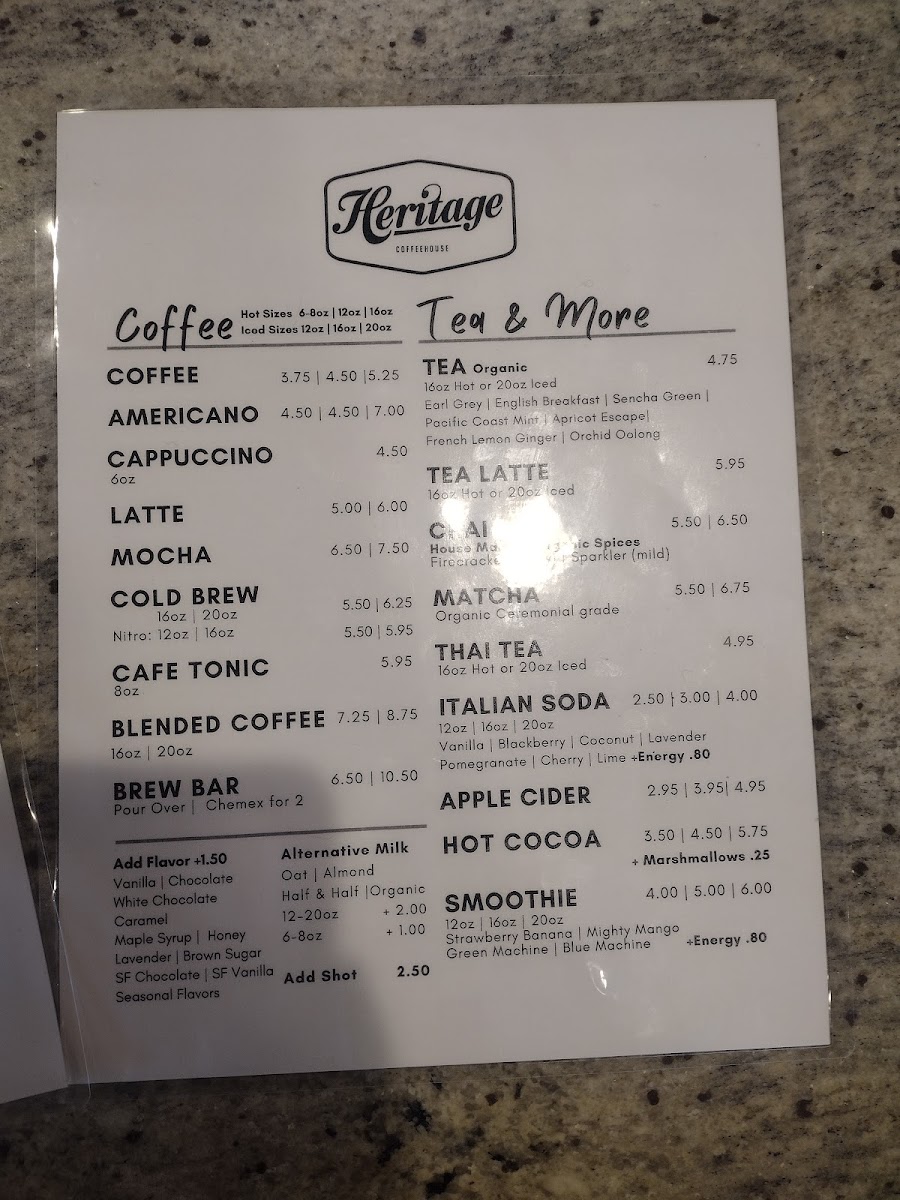 Heritage
COFFEEHOUSE
Coffee
Hot Sizes 6-8oz | 12oz | 16oz
Iced Sizes 12oz | 16oz | 20oz
COFFEE 3.75 | 4.50 | 5.25
AMERICANO 4.50 | 4.50 | 7.00
CAPPUCCINO 4.50
6oz
LATTE 5.00 | 6.00
MOCHA 6.50 | 7.50
COLD BREW
16oz | 20oz 5.50 | 6.25
Nitro: 12oz | 16oz 5.50 | 5.95
CAFE TONIC 5.95
8oz
BLENDED COFFEE 7.25 | 8.75
16oz | 20oz
BREW BAR 6.50 | 10.50
Pour Over | Chemex for 2
Add Flavor +1.50
Vanilla | Chocolate
White Chocolate
Caramel
Maple Syrup | Honey
Lavender | Brown Sugar
SF Chocolate | SF Vanilla
Seasonal Flavors
Alternative Milk
Oat | Almond
Half & Half | Organic
12-20oz + 2.00
6-8oz + 1.00
Add Shot 2.50
Tea & More
TEA Organic 4.75
16oz Hot or 20oz Iced
Earl Grey | English Breakfast | Sencha Green |
Pacific Coast Mint | Apricot Escape|
French Lemon Ginger | Orchid Oolong
TEA LATTE 5.95
16oz Hot or 20oz Iced
CHAI 5.50 | 6.50
House Spices
Sparkler (mild)
MATCHA 5.50 | 6.75
Organic Ceremonial grade
THAI TEA 4.95
16oz Hot or 20oz Iced
ITALIAN SODA 2.50 | 3.00 | 4.00
12oz | 16oz | 20oz
Vanilla | Blackberry | Coconut | Lavender
Pomegranate | Cherry | Lime +Energy .80
APPLE CIDER 2.95 | 3.95| 4.95
HOT COCOA 3.50 | 4.50 | 5.75
+ Marshmallows .25
SMOOTHIE 4.00 | 5.00 | 6.00
12oz | 16oz | 20oz
Strawberry Banana | Mighty Mango
Green Machine | Blue Machine +Energy .80